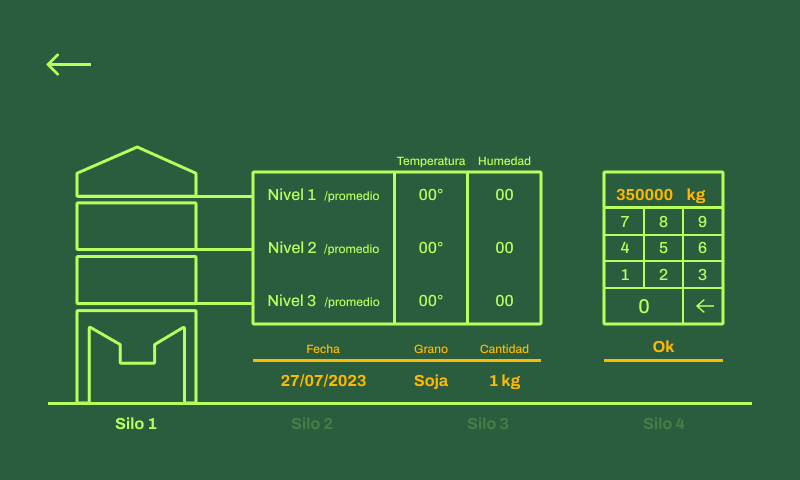 Temperatura Humedad
Nivel 1 /promedio 00° 00
Nivel 2 /promedio 00° 00
Nivel 3 /promedio 00° 00
350000 kg
7 8 9
4 5 6
1 2 3
0
Ok
Fecha Grano Cantidad
27/07/2023 Soja 1 kg
Silo 1 Silo 2 Silo 3 Silo 4